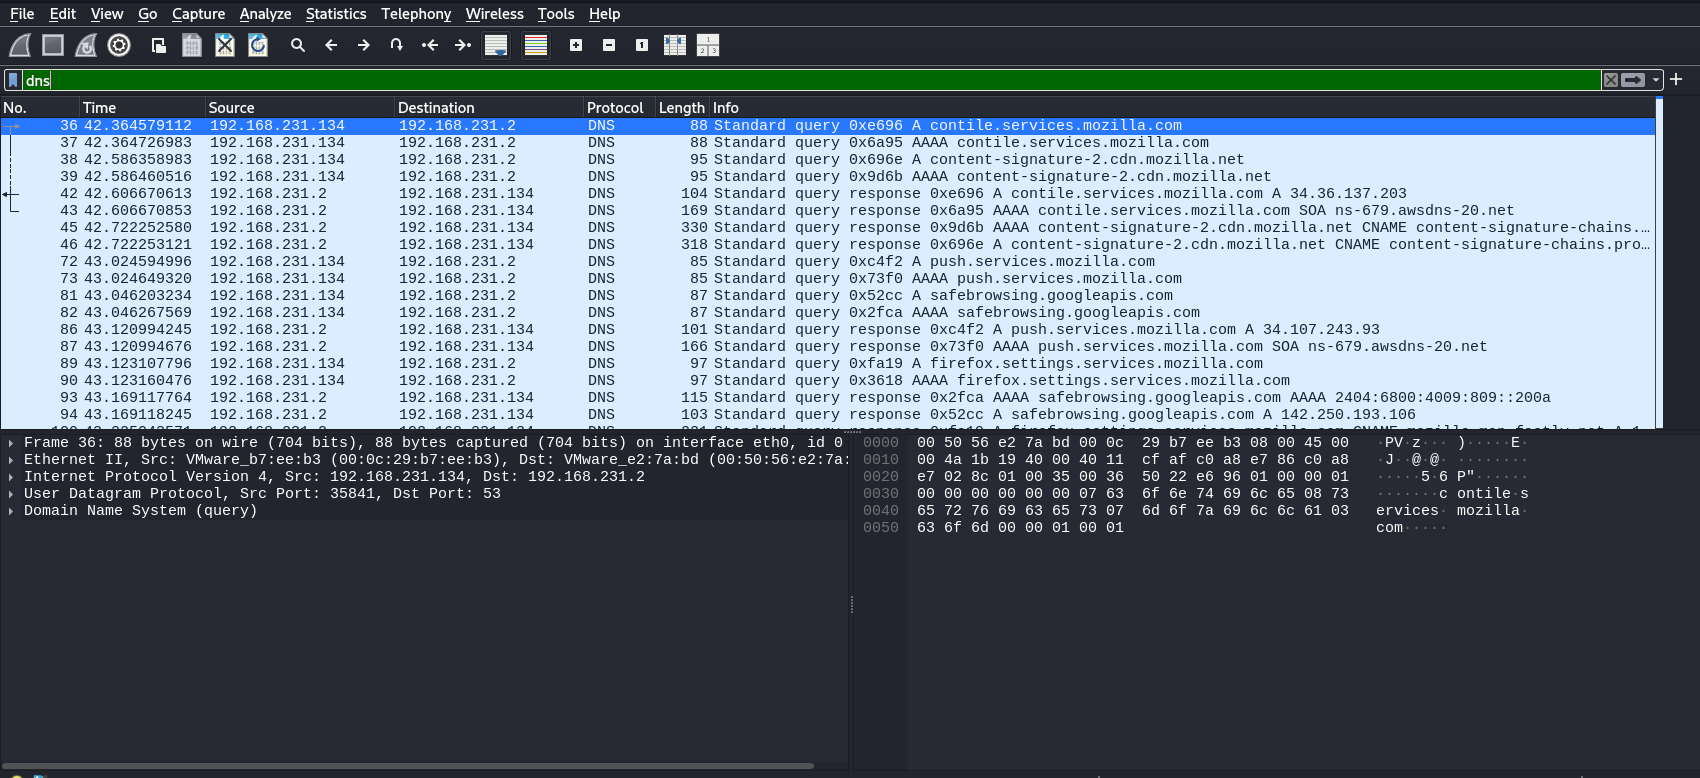 File Edit View Go Capture Analyze Statistics Telephony Wireless Tools Help
dns
No. Time Source Destination Protocol Length Info
36 42.364579112 192.168.231.134 192.168.231.2 DNS 88 Standard query 0xe696 A contile.services.mozilla.com
37 42.364726983 192.168.231.134 192.168.231.2 DNS 88 Standard query 0x6a95 AAAA contile.services.mozilla.com
38 42.586358983 192.168.231.134 192.168.231.2 DNS 95 Standard query 0x696e A content-signature-2.cdn.mozilla.net
39 42.586460516 192.168.231.134 192.168.231.2 DNS 95 Standard query 0x9d6b AAAA content-signature-2.cdn.mozilla.net
42 42.606670613 192.168.231.2 192.168.231.134 DNS 104 Standard query response 0xe696 A contile.services.mozilla.com A 34.36.137.203
43 42.606670853 192.168.231.2 192.168.231.134 DNS 169 Standard query response 0x6a95 AAAA contile.services.mozilla.com SOA ns-679.awsdns-20.net
45 42.722252580 192.168.231.2 192.168.231.134 DNS 330 Standard query response 0x9d6b AAAA content-signature-2.cdn.mozilla.net CNAME content-signature-chains.…
46 42.722253121 192.168.231.2 192.168.231.134 DNS 318 Standard query response 0x696e A content-signature-2.cdn.mozilla.net CNAME content-signature-chains.pro…
72 43.024594996 192.168.231.134 192.168.231.2 DNS 85 Standard query 0xc4f2 A push.services.mozilla.com
73 43.024649320 192.168.231.134 192.168.231.2 DNS 85 Standard query 0x73f0 AAAA push.services.mozilla.com
81 43.046203234 192.168.231.134 192.168.231.2 DNS 87 Standard query 0x52cc A safebrowsing.googleapis.com
82 43.046267569 192.168.231.134 192.168.231.2 DNS 87 Standard query 0x2fca AAAA safebrowsing.googleapis.com
86 43.120994245 192.168.231.2 192.168.231.134 DNS 101 Standard query response 0xc4f2 A push.services.mozilla.com A 34.107.243.93
87 43.120994676 192.168.231.2 192.168.231.134 DNS 166 Standard query response 0x73f0 AAAA push.services.mozilla.com SOA ns-679.awsdns-20.net
89 43.123107796 192.168.231.134 192.168.231.2 DNS 97 Standard query 0xfa19 A firefox.settings.services.mozilla.com
90 43.123160476 192.168.231.134 192.168.231.2 DNS 97 Standard query 0x3618 AAAA firefox.settings.services.mozilla.com
93 43.169117764 192.168.231.2 192.168.231.134 DNS 115 Standard query response 0x2fca AAAA safebrowsing.googleapis.com AAAA 2404:6800:4009:809::200a
94 43.169118245 192.168.231.2 192.168.231.134 DNS 103 Standard query response 0x52cc A safebrowsing.googleapis.com A 142.250.193.106
Frame 36: 88 bytes on wire (704 bits), 88 bytes captured (704 bits) on interface eth0, id 0
Ethernet II, Src: VMware_b7:ee:b3 (00:0c:29:b7:ee:b3), Dst: VMware_e2:7a:bd (00:50:56:e2:7a:
Internet Protocol Version 4, Src: 192.168.231.134, Dst: 192.168.231.2
User Datagram Protocol, Src Port: 35841, Dst Port: 53
Domain Name System (query)
0000 00 50 56 e2 7a bd 00 0c 29 b7 ee b3 08 00 45 00 ·PV·z···)·····E·
0010 00 4a 1b 19 40 00 40 11 cf af c0 a8 e7 86 c0 a8 ·J··@·@·········
0020 e7 02 8c 01 00 35 00 36 50 22 e6 96 01 00 00 01 ·····5·6P"······
0030 00 00 00 00 00 00 07 63 6f 6e 74 69 6c 65 08 73 ·······c ontile·s
0040 65 72 76 69 63 65 73 07 6d 6f 7a 69 6c 6c 61 03 ervices· mozilla·
0050 63 6f 6d 00 00 01 00 01 com·····